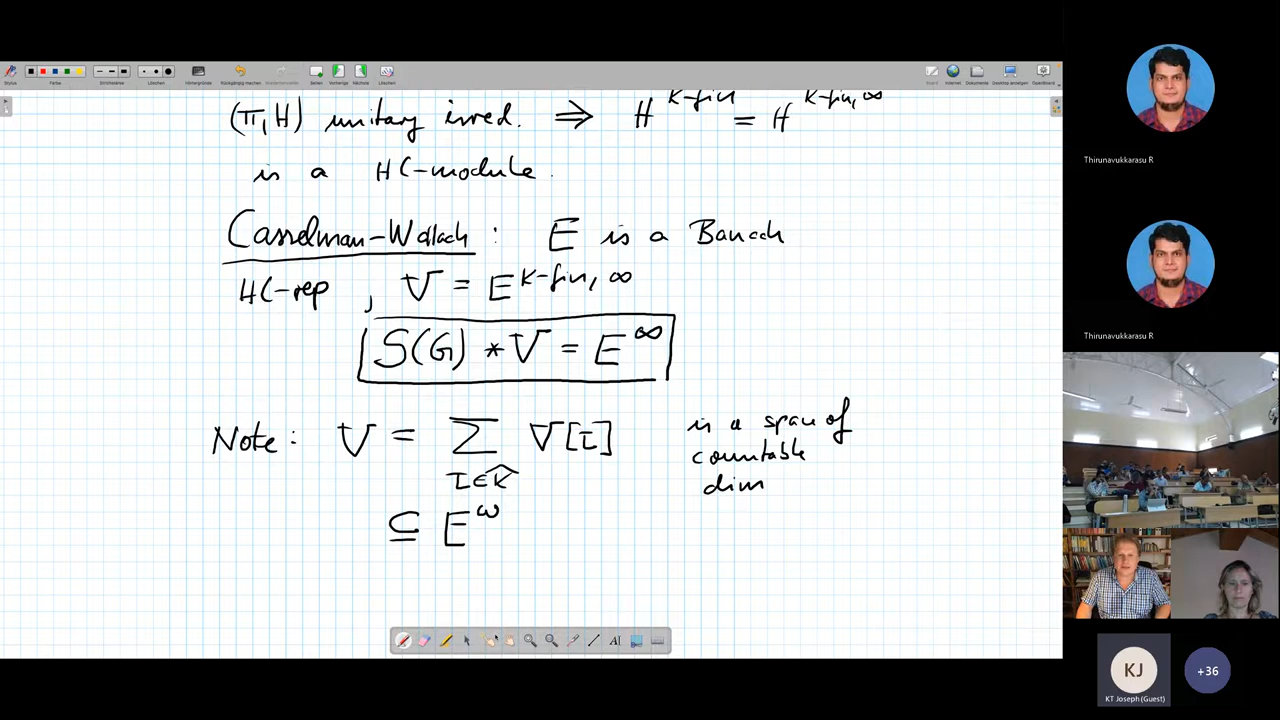 (π, H) unitary irred. ⇒ H^{K-fin} = H^{K-fin, ∞}
is a HC-module.
Casselman-Wallach : E is a Banach
HC-rep , V = E^{K-fin, ∞}
S(G) * V = E^∞
Note: V = ∑_{τ∈K̂} V[τ] is a space of
countable
dim
⊆ E^ω
Thirunavukkarasu R
Thirunavukkarasu R
KJ
+36
KT Joseph (Guest)